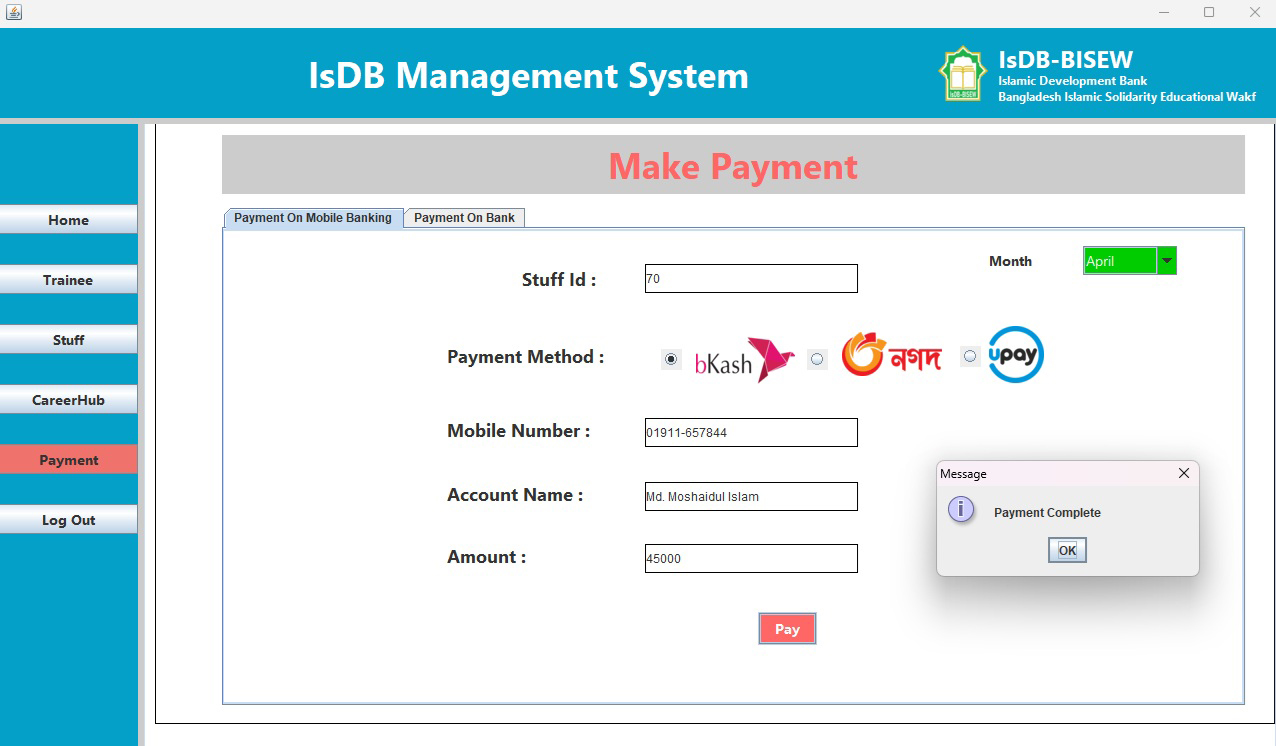 IsDB Management System
IsDB-BISEW
Islamic Development Bank
Bangladesh Islamic Solidarity Educational Wakf
IsDB-BISEW
Make Payment
Home
Trainee
Stuff
CareerHub
Payment
Log Out
Payment On Mobile Banking
Payment On Bank
Stuff Id :
70
Month
April
Payment Method :
bKash
নগদ
upay
Mobile Number :
01911-657844
Account Name :
Md. Moshaidul Islam
Amount :
45000
Pay
Message
Payment Complete
OK